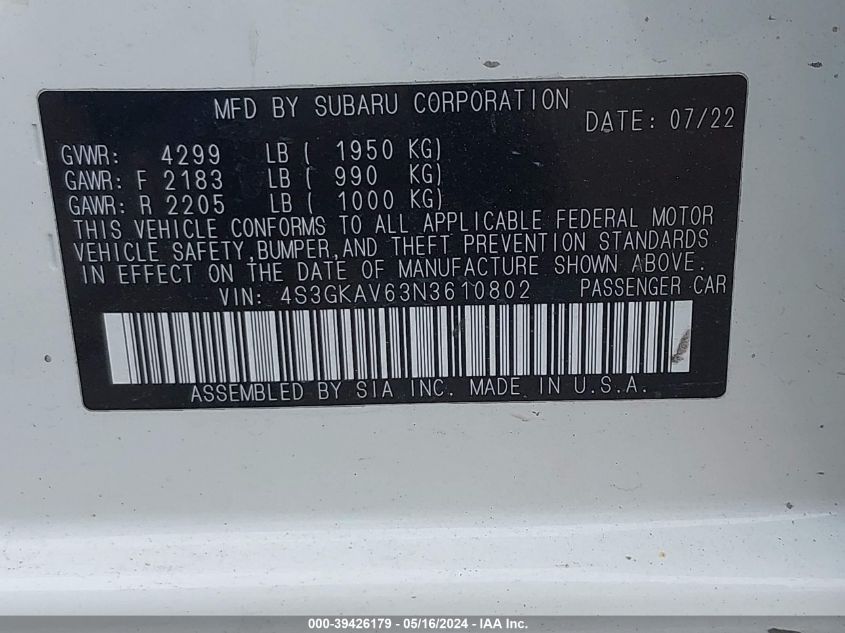 MFD BY SUBARU CORPORATION
DATE: 07/22
GVWR: 4299 LB ( 1950 KG)
GAWR: F 2183 LB ( 990 KG)
GAWR: R 2205 LB ( 1000 KG)
THIS VEHICLE CONFORMS TO ALL APPLICABLE FEDERAL MOTOR
VEHICLE SAFETY,BUMPER,AND THEFT PREVENTION STANDARDS
IN EFFECT ON THE DATE OF MANUFACTURE SHOWN ABOVE.
VIN: 4S3GKAV63N3610802 PASSENGER CAR
ASSEMBLED BY SIA INC. MADE IN U.S.A.
000-39426179 - 05/16/2024 - IAA Inc.